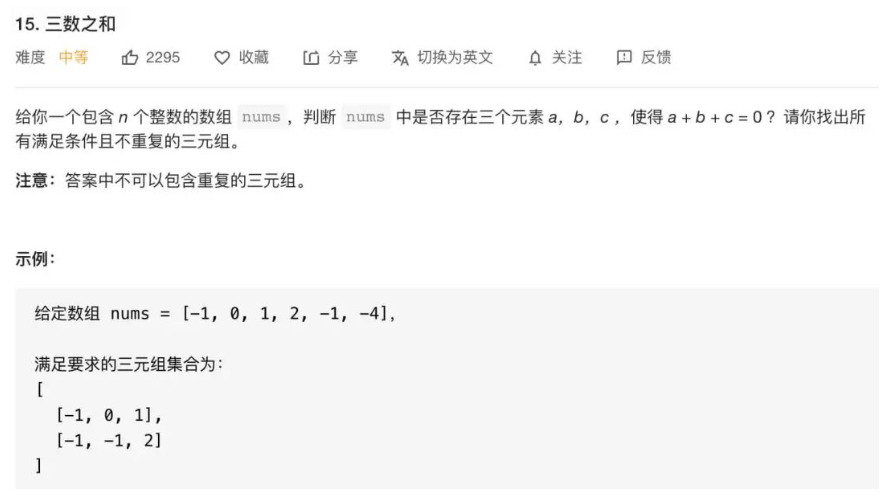 15. 三数之和
难度 中等 2295 收藏 分享 切换为英文 关注 反馈
给你一个包含 n 个整数的数组 nums ，判断 nums 中是否存在三个元素 a，b，c ，使得 a + b + c = 0 ？请你找出所
有满足条件且不重复的三元组。
注意：答案中不可以包含重复的三元组。
示例：
给定数组 nums = [-1, 0, 1, 2, -1, -4]，
满足要求的三元组集合为：
[
  [-1, 0, 1],
  [-1, -1, 2]
]